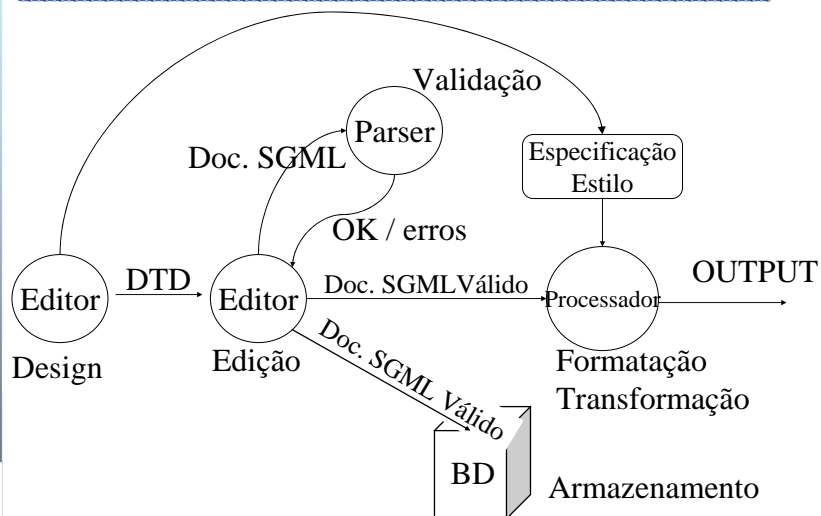 Validação
Parser
Doc. SGML
Especificação
Estilo
OK / erros
Editor
DTD
Editor
Doc. SGMLVálido
Processador
OUTPUT
Design
Edição
Doc. SGML Válido
Formatação
Transformação
BD
Armazenamento